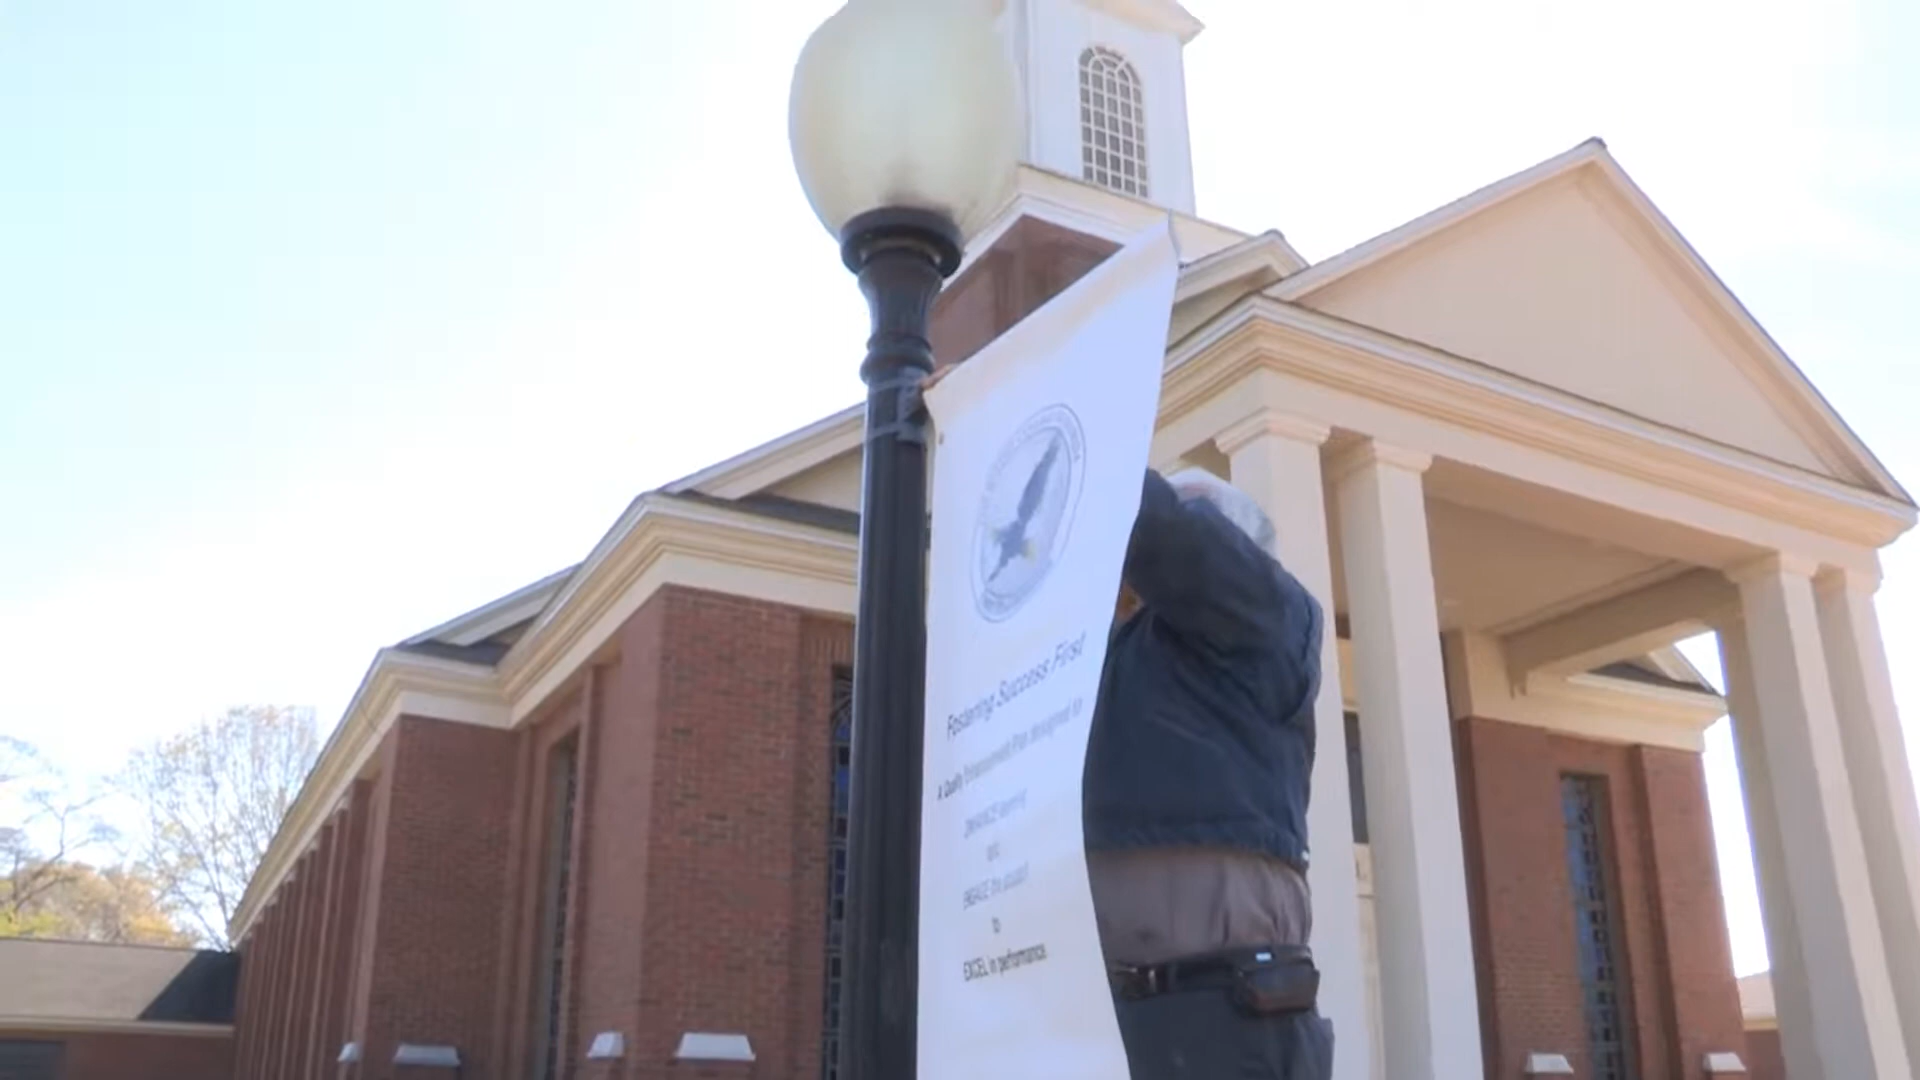 Fostering Success First
A Quality Enhancement Plan designed to
ENHANCE learning
and
ENGAGE the student
to
EXCEL in performance.